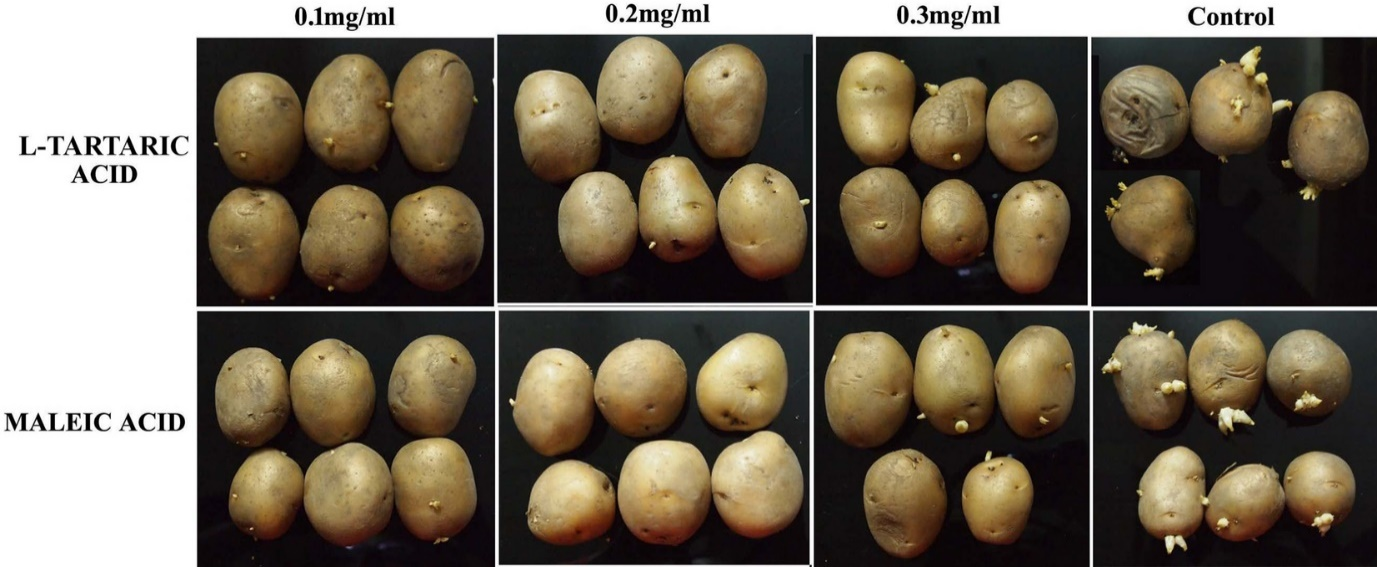 0.1mg/ml
0.2mg/ml
0.3mg/ml
Control
L-TARTARIC
ACID
MALEIC ACID